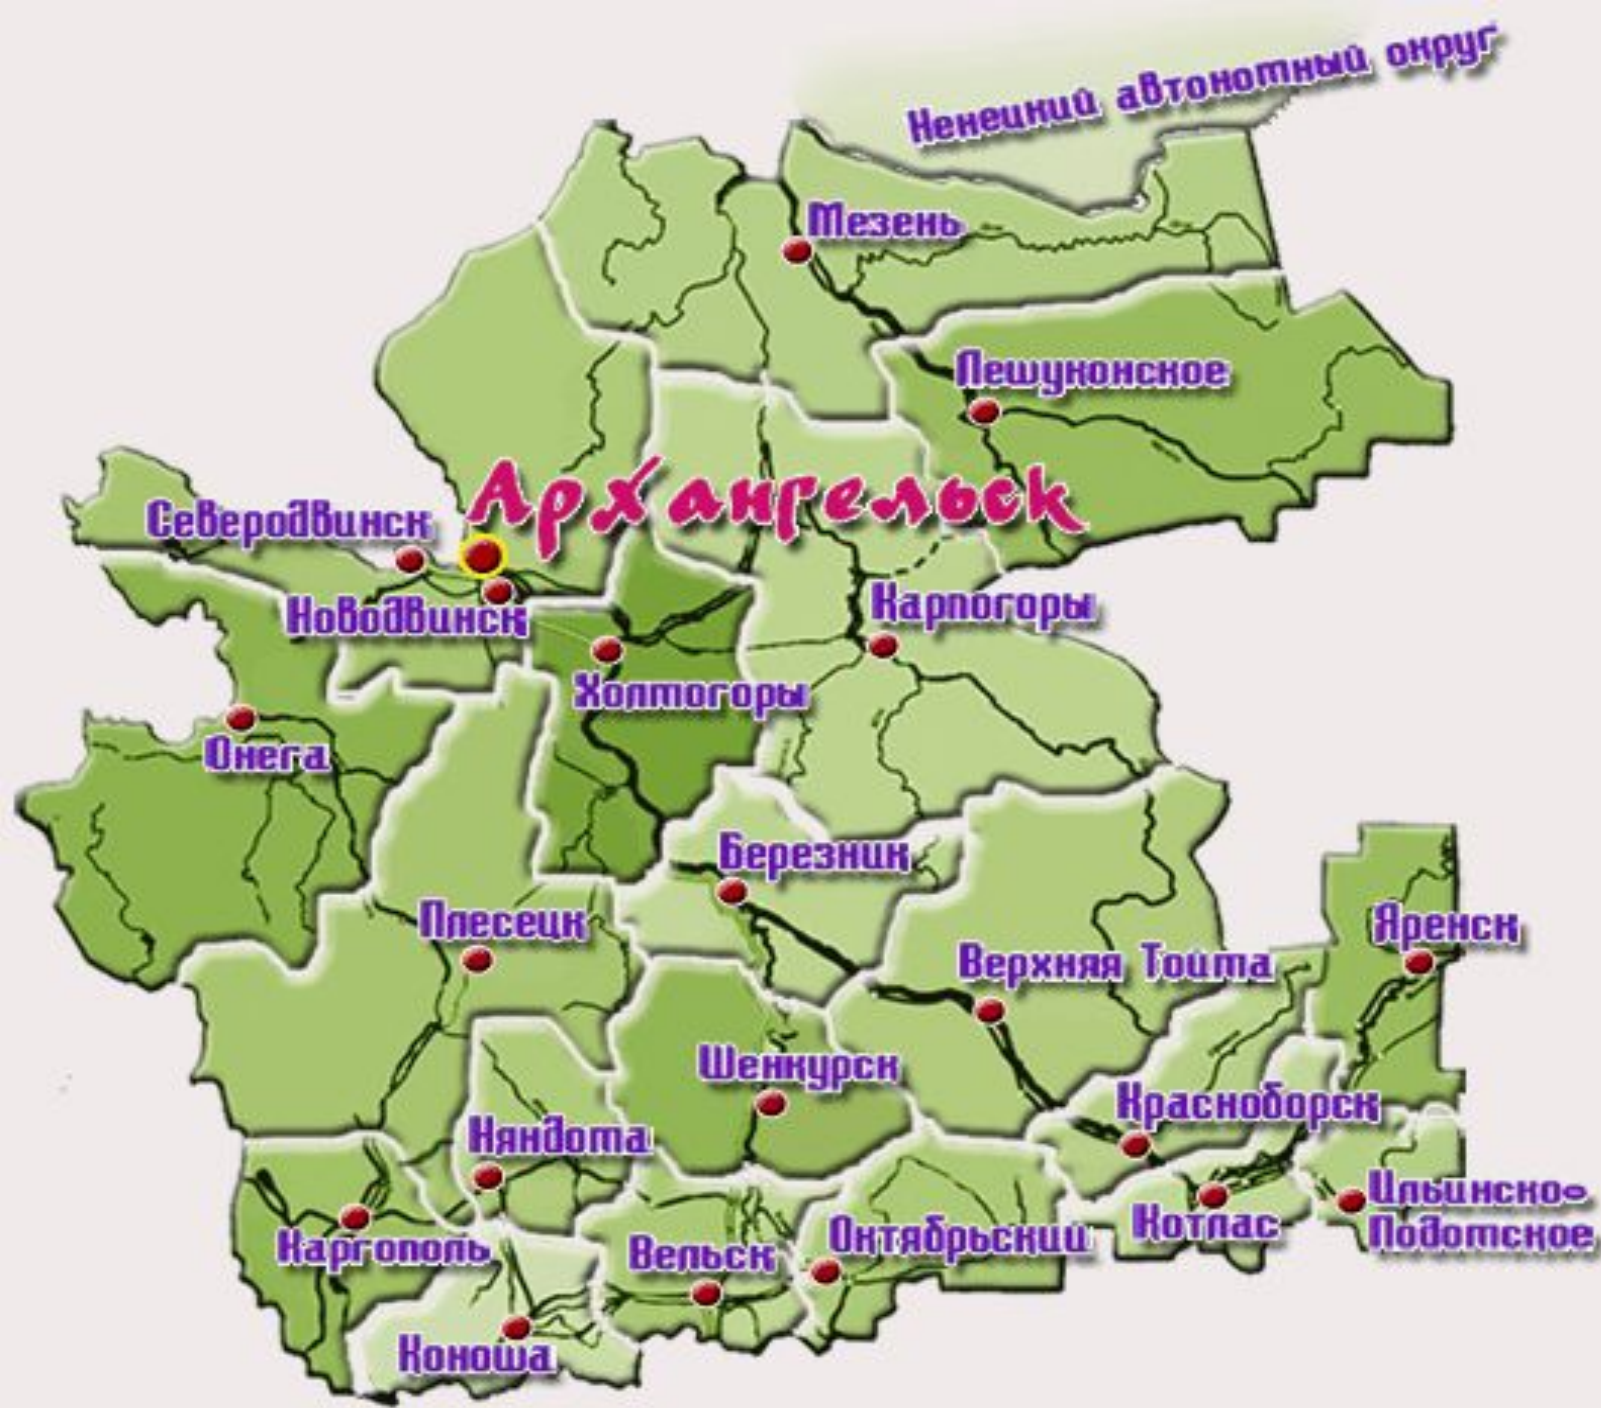 Ненецкий автономный округ
Мезень
Лешуконское
Архангельск
Северодвинск
Новодвинск
Карпогоры
Холмогоры
Онега
Березник
Плесецк
Яренск
Верхняя Тойма
Шенкурск
Красноборск
Няндома
Ильинско-
Подомское
Котлас
Октябрьский
Каргополь
Вельск
Коноша